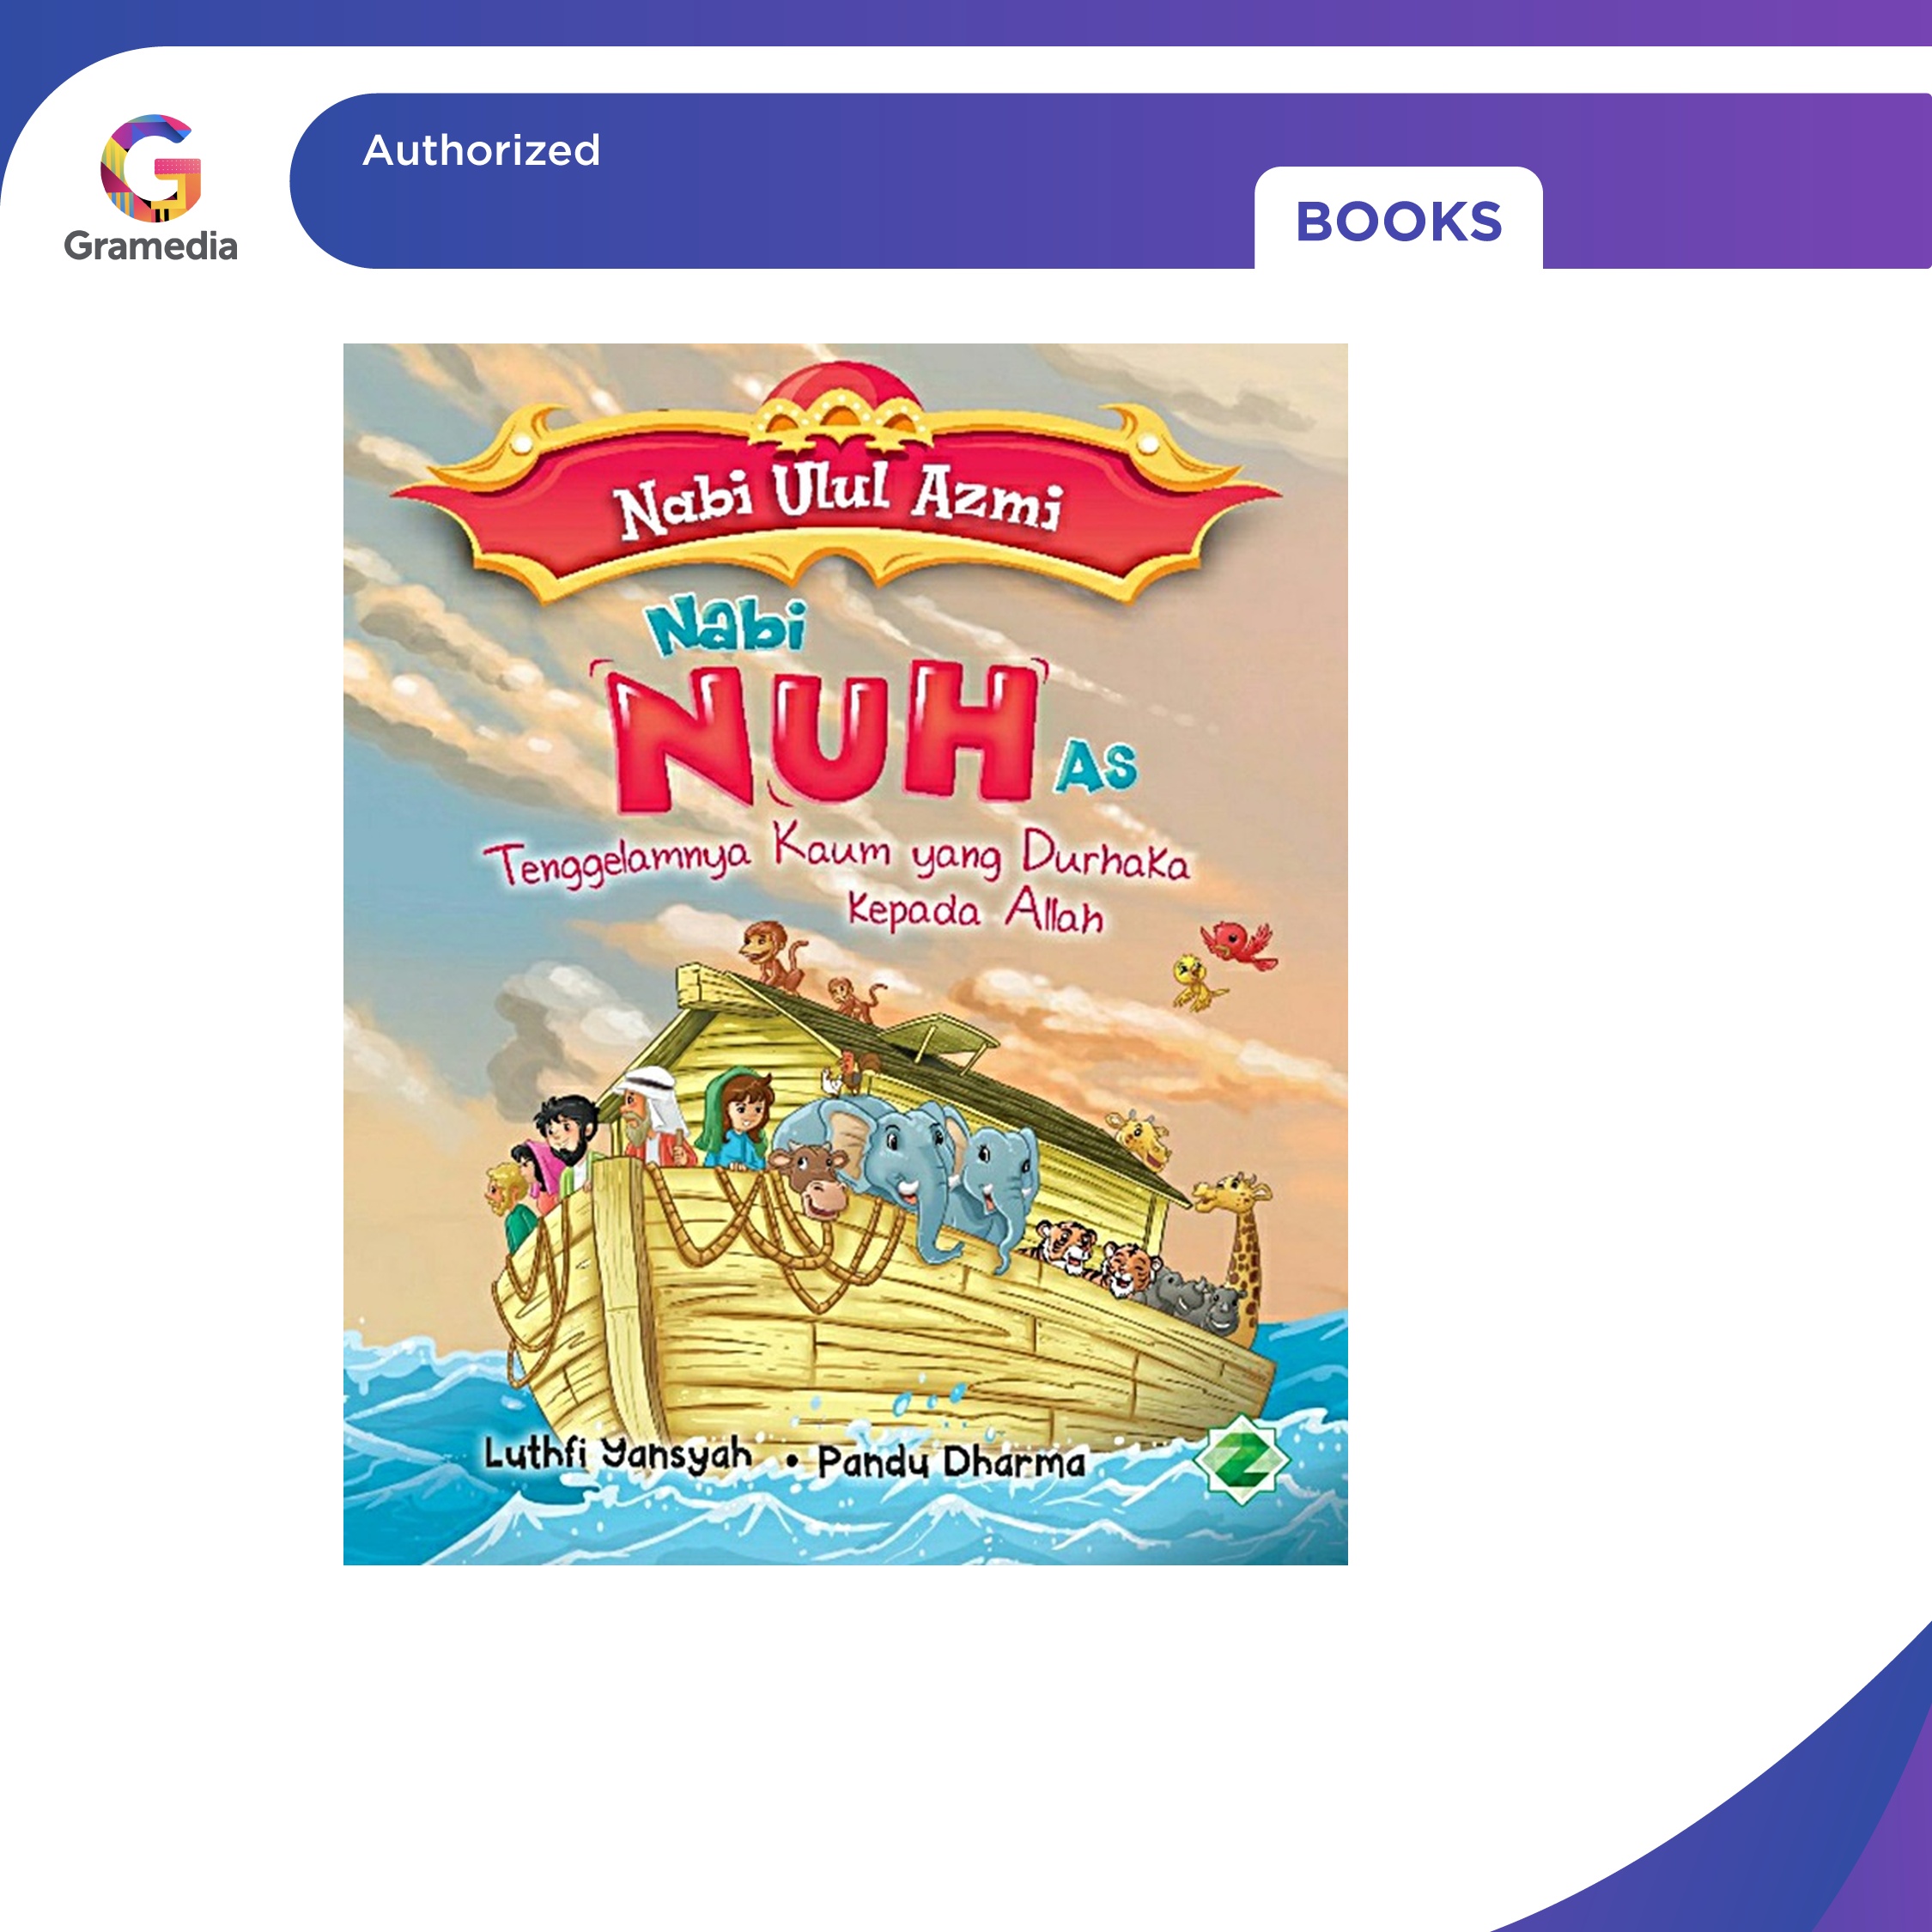 Gramedia
Authorized
BOOKS
Nabi Ulul Azmi
Nabi
NUH AS
Tenggelamnya Kaum yang Durhaka
kepada Allah
Luthfi Yansyah • Pandu Dharma